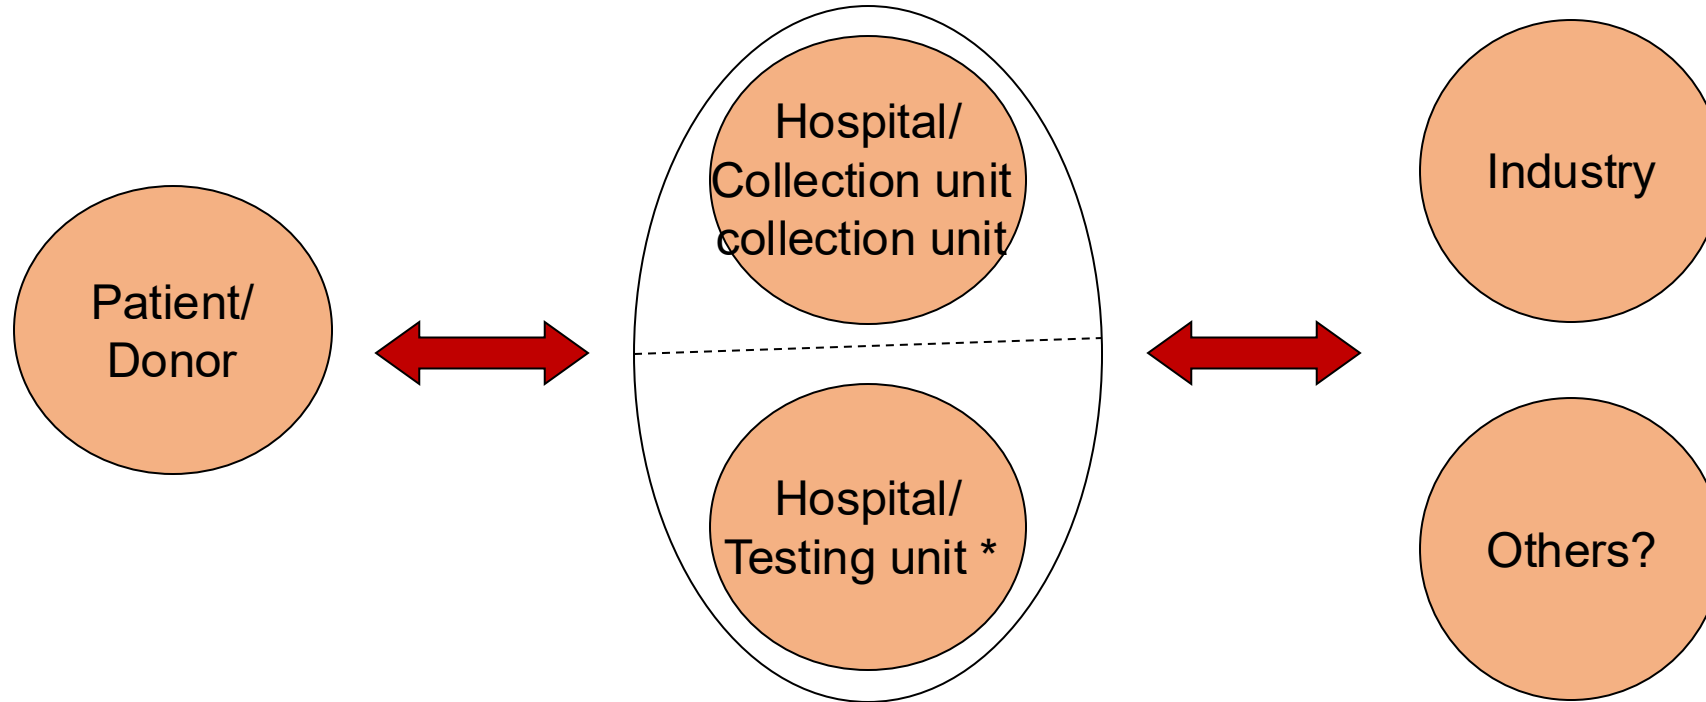 Patient/
Donor
Hospital/
Collection unit
collection unit
Hospital/
Testing unit *
Industry
Others?